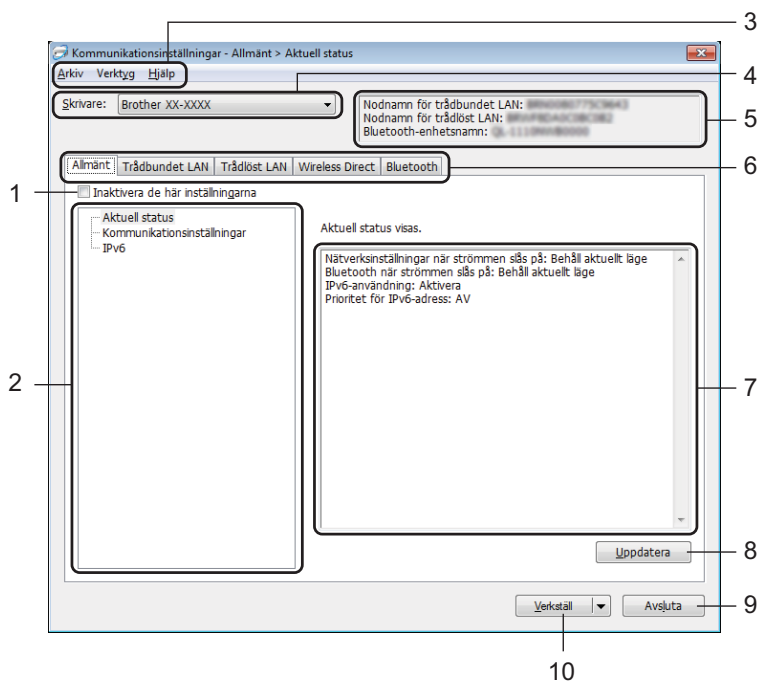 3
Kommunikationsinställningar - Allmänt > Aktuell status
Arkiv Verktyg Hjälp
4
Skrivare: Brother XX-XXXX
Nodnamn för trådbundet LAN:
Nodnamn för trådlöst LAN:
Bluetooth-enhetsnamn:
5
Allmänt Trådbundet LAN Trådlöst LAN Wireless Direct Bluetooth
6
1
Inaktivera de här inställningarna
Aktuell status
Kommunikationsinställningar
IPv6
2
Aktuell status visas.
Nätverksinställningar när strömmen slås på: Behåll aktuellt läge
Bluetooth när strömmen slås på: Behåll aktuellt läge
IPv6-användning: Aktivera
Prioritet för IPv6-adress: AV
7
Uppdatera
8
Verkställ
Avsluta
9
10